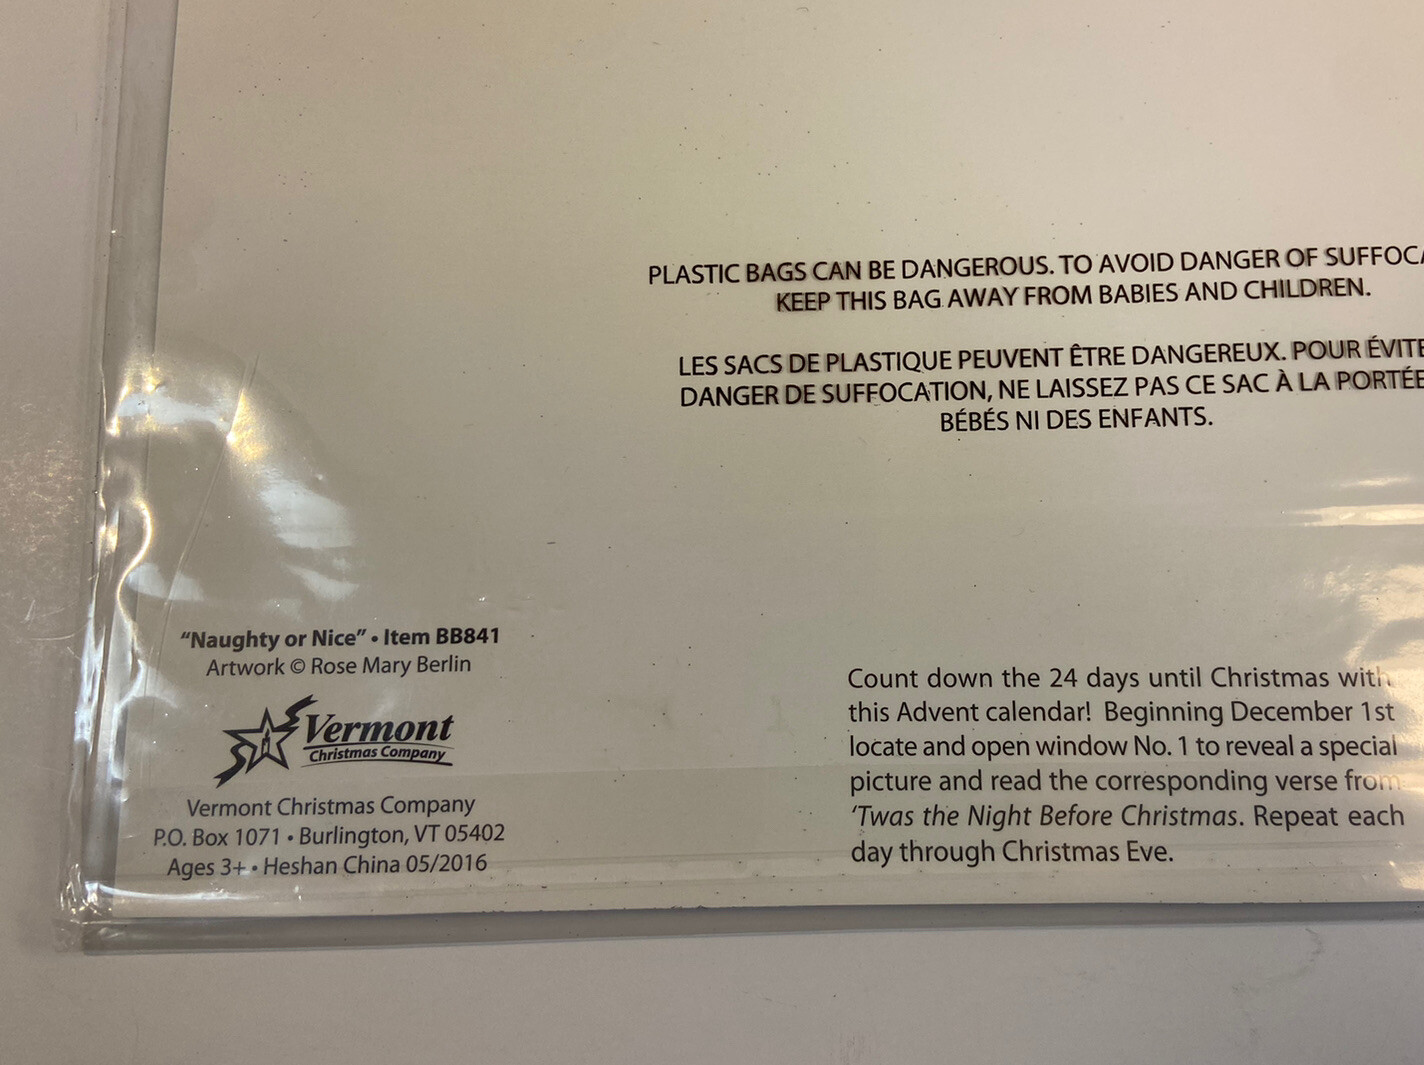 PLASTIC BAGS CAN BE DANGEROUS. TO AVOID DANGER OF SUFFOCA
KEEP THIS BAG AWAY FROM BABIES AND CHILDREN.
LES SACS DE PLASTIQUE PEUVENT ÊTRE DANGEREUX. POUR ÉVITE
DANGER DE SUFFOCATION, NE LAISSEZ PAS CE SAC À LA PORTÉE
BÉBÉS NI DES ENFANTS.
"Naughty or Nice" • Item BB841
Artwork © Rose Mary Berlin
Vermont
Christmas Company
Vermont Christmas Company
P.O. Box 1071 • Burlington, VT 05402
Ages 3+ • Heshan China 05/2016
Count down the 24 days until Christmas with
this Advent calendar! Beginning December 1st
locate and open window No. 1 to reveal a special
picture and read the corresponding verse from
'Twas the Night Before Christmas. Repeat each
day through Christmas Eve.